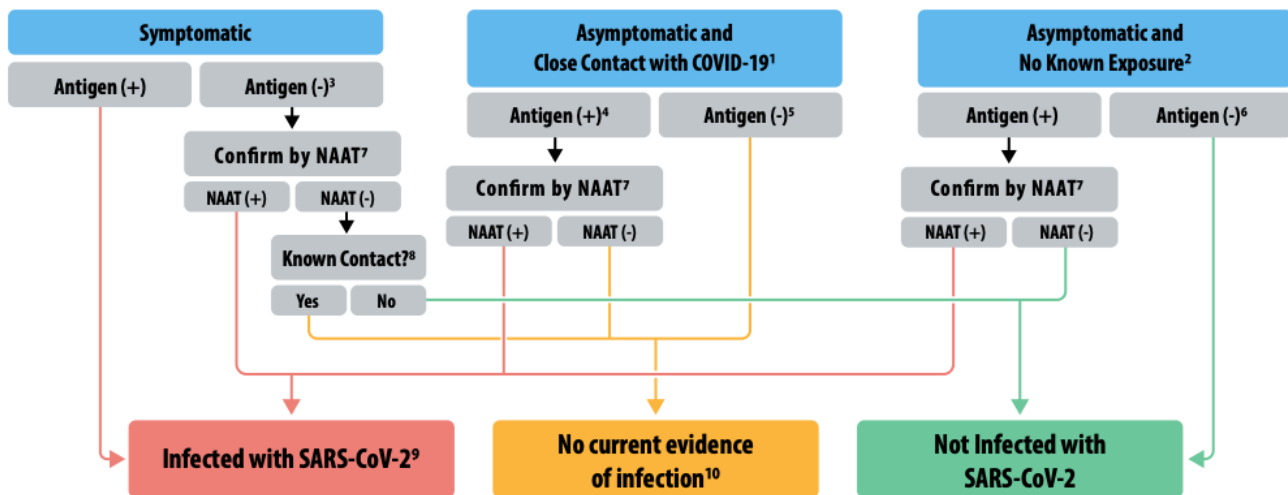 Symptomatic
Asymptomatic and
Close Contact with COVID-19¹
Asymptomatic and
No Known Exposure²
Antigen (+)
Antigen (-)³
Antigen (+)⁴
Antigen (-)⁵
Antigen (+)
Antigen (-)⁶
Confirm by NAAT⁷
Confirm by NAAT⁷
Confirm by NAAT⁷
NAAT (+)
NAAT (-)
NAAT (+)
NAAT (-)
NAAT (+)
NAAT (-)
Known Contact?⁸
Yes
No
Infected with SARS-CoV-2⁹
No current evidence
of infection¹⁰
Not Infected with
SARS-CoV-2